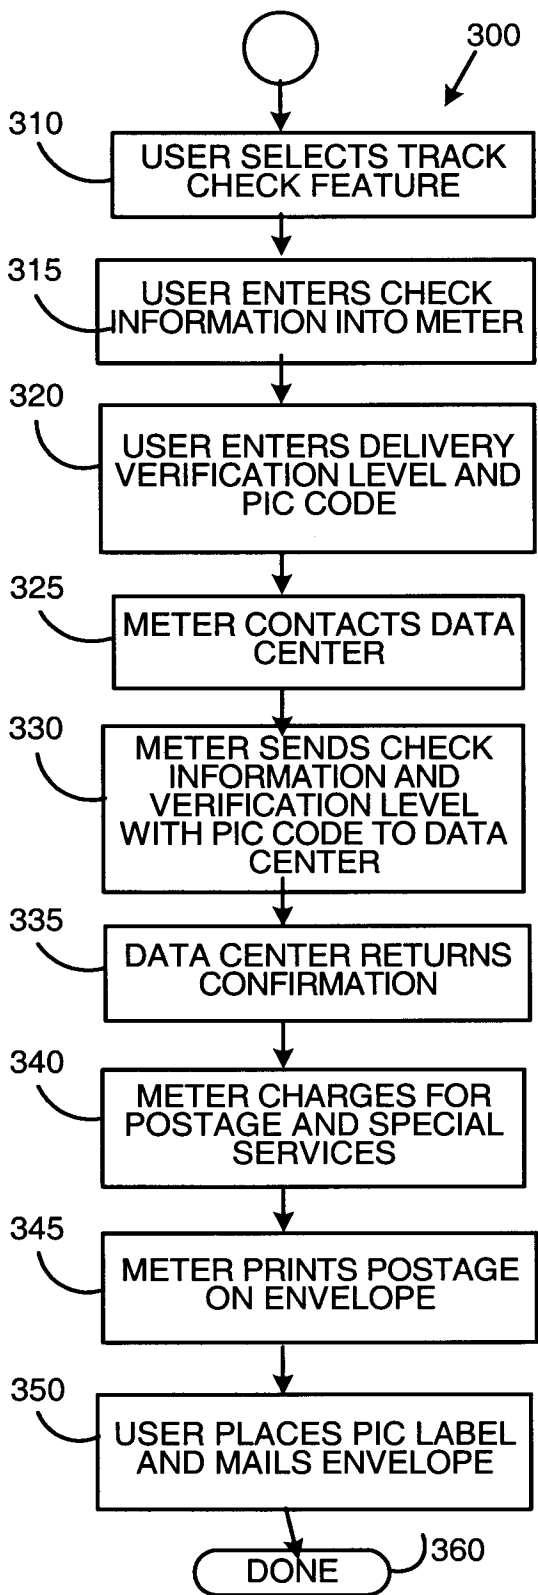 300
310
USER SELECTS TRACK
CHECK FEATURE
315
USER ENTERS CHECK
INFORMATION INTO METER
320
USER ENTERS DELIVERY
VERIFICATION LEVEL AND
PIC CODE
325
METER CONTACTS DATA
CENTER
330
METER SENDS CHECK
INFORMATION AND
VERIFICATION LEVEL
WITH PIC CODE TO DATA
CENTER
335
DATA CENTER RETURNS
CONFIRMATION
340
METER CHARGES FOR
POSTAGE AND SPECIAL
SERVICES
345
METER PRINTS POSTAGE
ON ENVELOPE
350
USER PLACES PIC LABEL
AND MAILS ENVELOPE
DONE
360